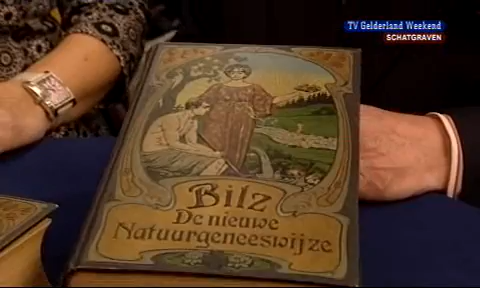 TV Gelderland Weekend
SCHATGRAVEN
Bilz
De nieuwe
Natuurgeneeswijze